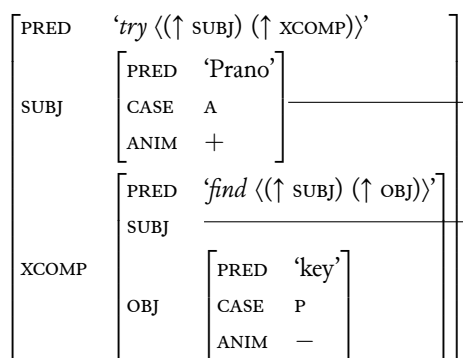 PRED ‘try ⟨(↑ SUBJ) (↑ XCOMP)⟩’
PRED ‘Prano’
SUBJ CASE A
ANIM +
PRED ‘find ⟨(↑ SUBJ) (↑ OBJ)⟩’
SUBJ
XCOMP PRED ‘key’
OBJ CASE P
ANIM −